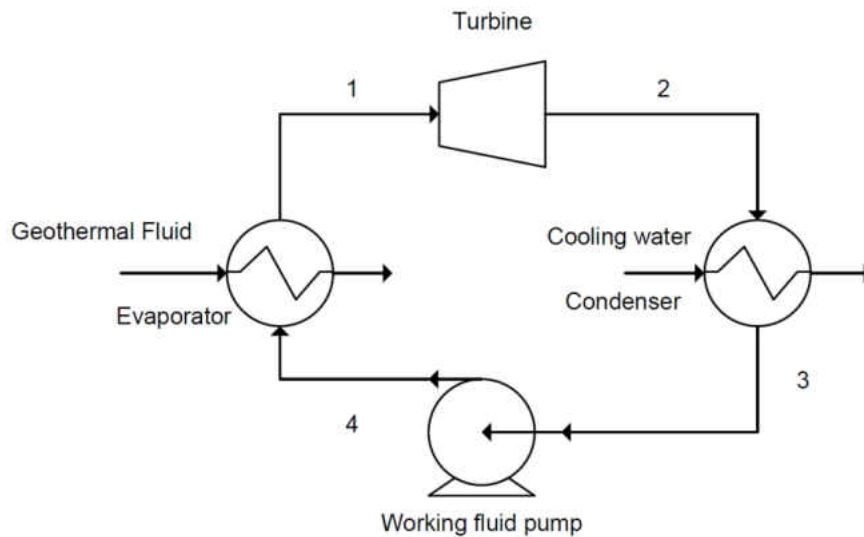 Turbine
1
2
Geothermal Fluid
Cooling water
Evaporator
Condenser
3
4
Working fluid pump